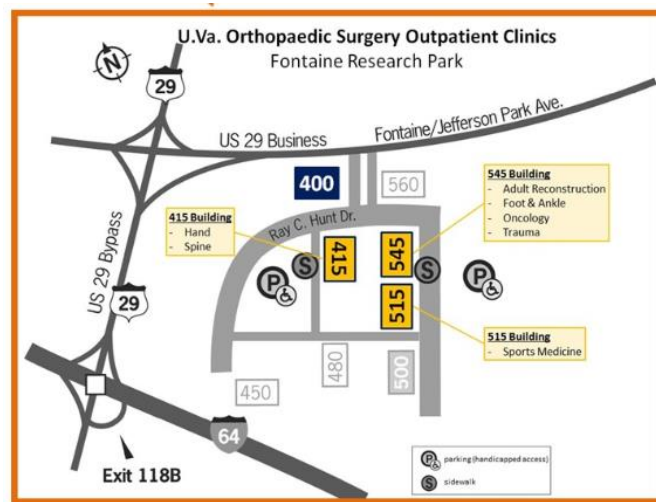 U.Va. Orthopaedic Surgery Outpatient Clinics
Fontaine Research Park
N
29
US 29 Business
Fontaine/Jefferson Park Ave.
400
560
545 Building
- Adult Reconstruction
- Foot & Ankle
- Oncology
- Trauma
415 Building
- Hand
- Spine
Ray C. Hunt Dr.
415
545
S
S
P
P
US 29 Bypass
29
515
515 Building
- Sports Medicine
450
480
500
64
Exit 118B
P
parking (handicapped access)
S
sidewalk